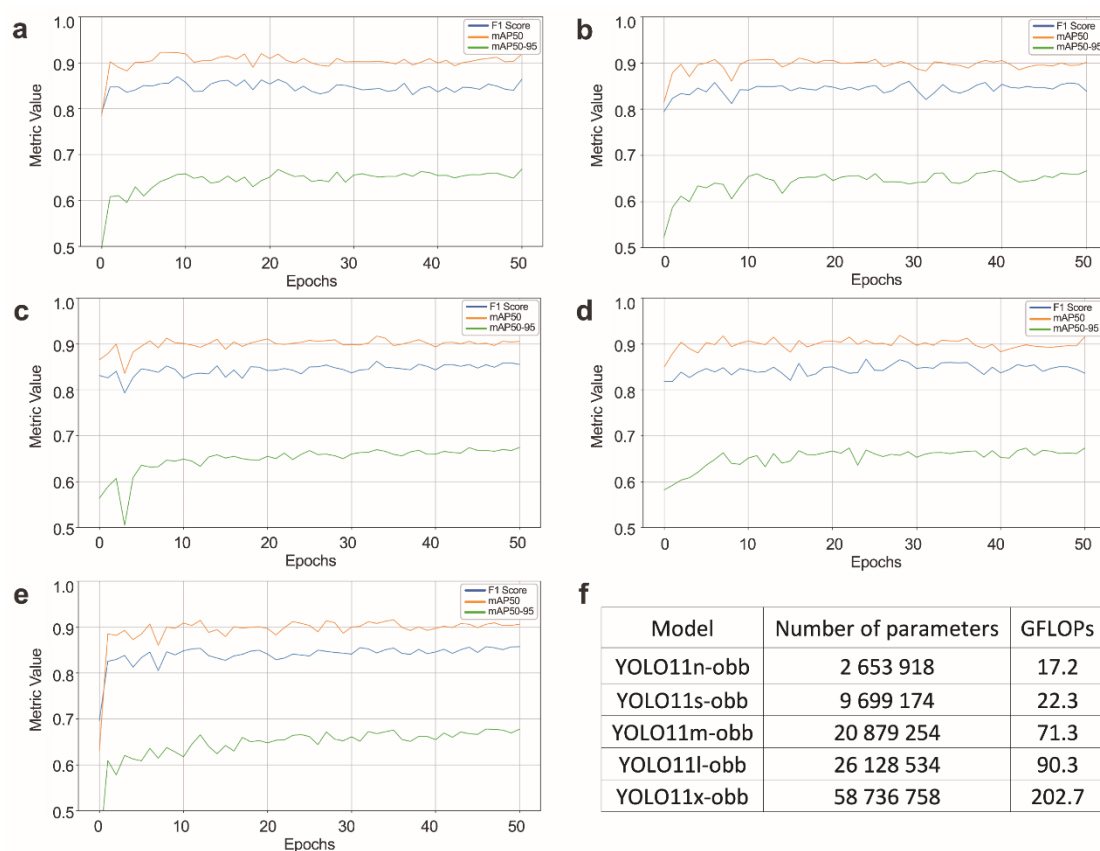 a
1.0
0.9
0.8
0.7
0.6
0.5
Metric Value
F1 Score
mAP50
mAP50-95
0 10 20 30 40 50
Epochs
b
1.0
0.9
0.8
0.7
0.6
0.5
Metric Value
F1 Score
mAP50
mAP50-95
0 10 20 30 40 50
Epochs
c
1.0
0.9
0.8
0.7
0.6
0.5
Metric Value
F1 Score
mAP50
mAP50-95
0 10 20 30 40 50
Epochs
d
1.0
0.9
0.8
0.7
0.6
0.5
Metric Value
F1 Score
mAP50
mAP50-95
0 10 20 30 40 50
Epochs
e
1.0
0.9
0.8
0.7
0.6
0.5
Metric Value
F1 Score
mAP50
mAP50-95
0 10 20 30 40 50
Epochs
f
Model Number of parameters GFLOPs
YOLO11n-obb 2 653 918 17.2
YOLO11s-obb 9 699 174 22.3
YOLO11m-obb 20 879 254 71.3
YOLO11l-obb 26 128 534 90.3
YOLO11x-obb 58 736 758 202.7